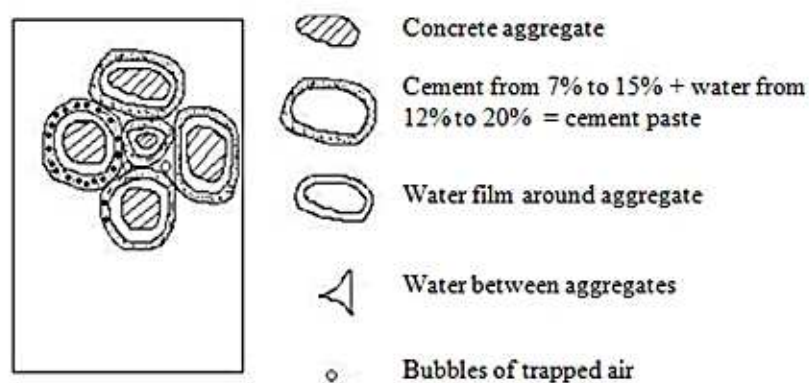 Concrete aggregate
Cement from 7% to 15% + water from
12% to 20% = cement paste
Water film around aggregate
Water between aggregates
Bubbles of trapped air